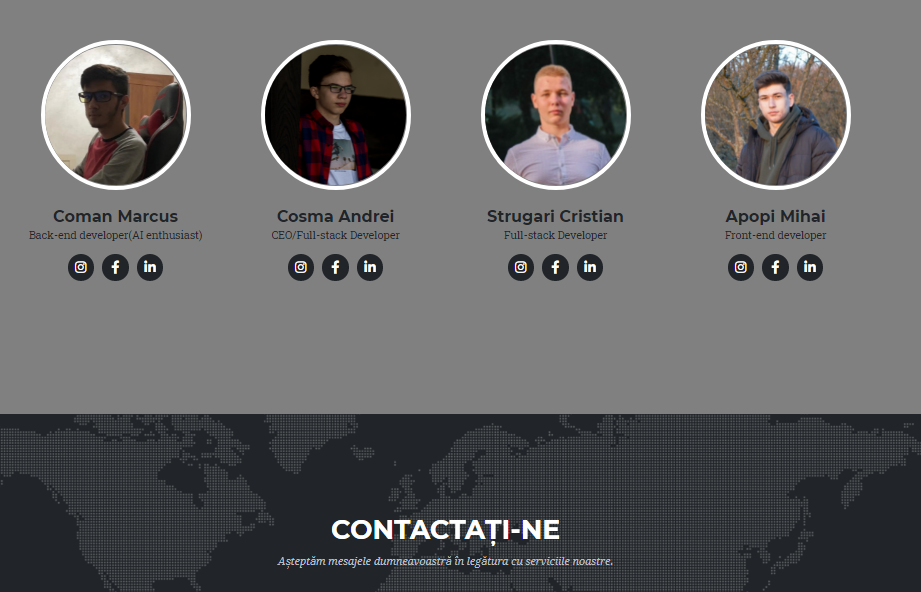 Coman Marcus
Back-end developer(AI enthusiast)
Cosma Andrei
CEO/Full-stack Developer
Strugari Cristian
Full-stack Developer
Apopi Mihai
Front-end developer
CONTACTAȚI-NE
Așteptăm mesajele dumneavoastră în legătura cu serviciile noastre.